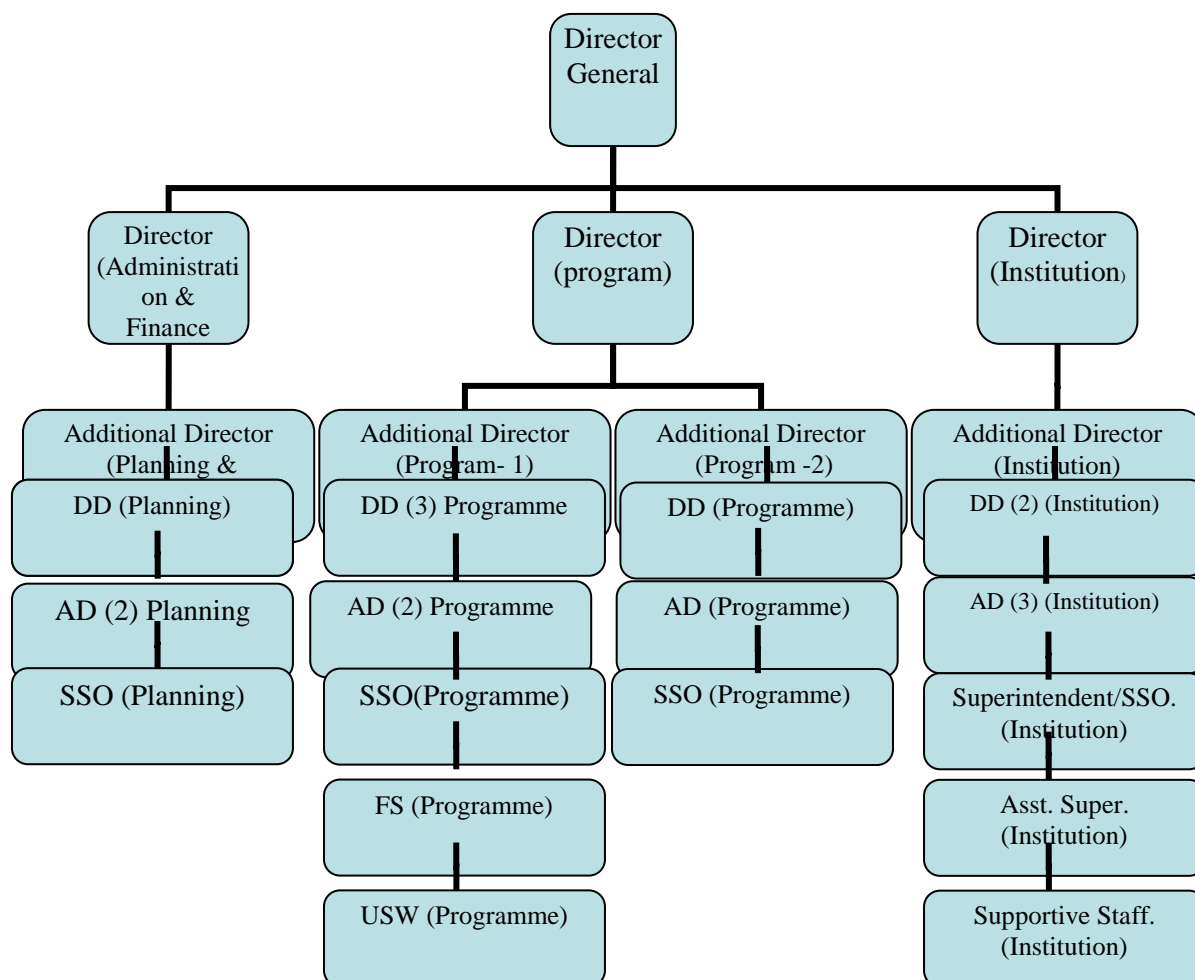 Director
General
Director
(Administrati
on &
Finance
Director
(program)
Director
(Institution)
Additional Director
(Planning &
Additional Director
(Program- 1)
Additional Director
(Program -2)
Additional Director
(Institution)
DD (Planning)
DD (3) Programme
DD (Programme)
DD (2) (Institution)
AD (2) Planning
AD (2) Programme
AD (Programme)
AD (3) (Institution)
SSO (Planning)
SSO(Programme)
SSO (Programme)
Superintendent/SSO.
(Institution)
FS (Programme)
Asst. Super.
(Institution)
USW (Programme)
Supportive Staff.
(Institution)